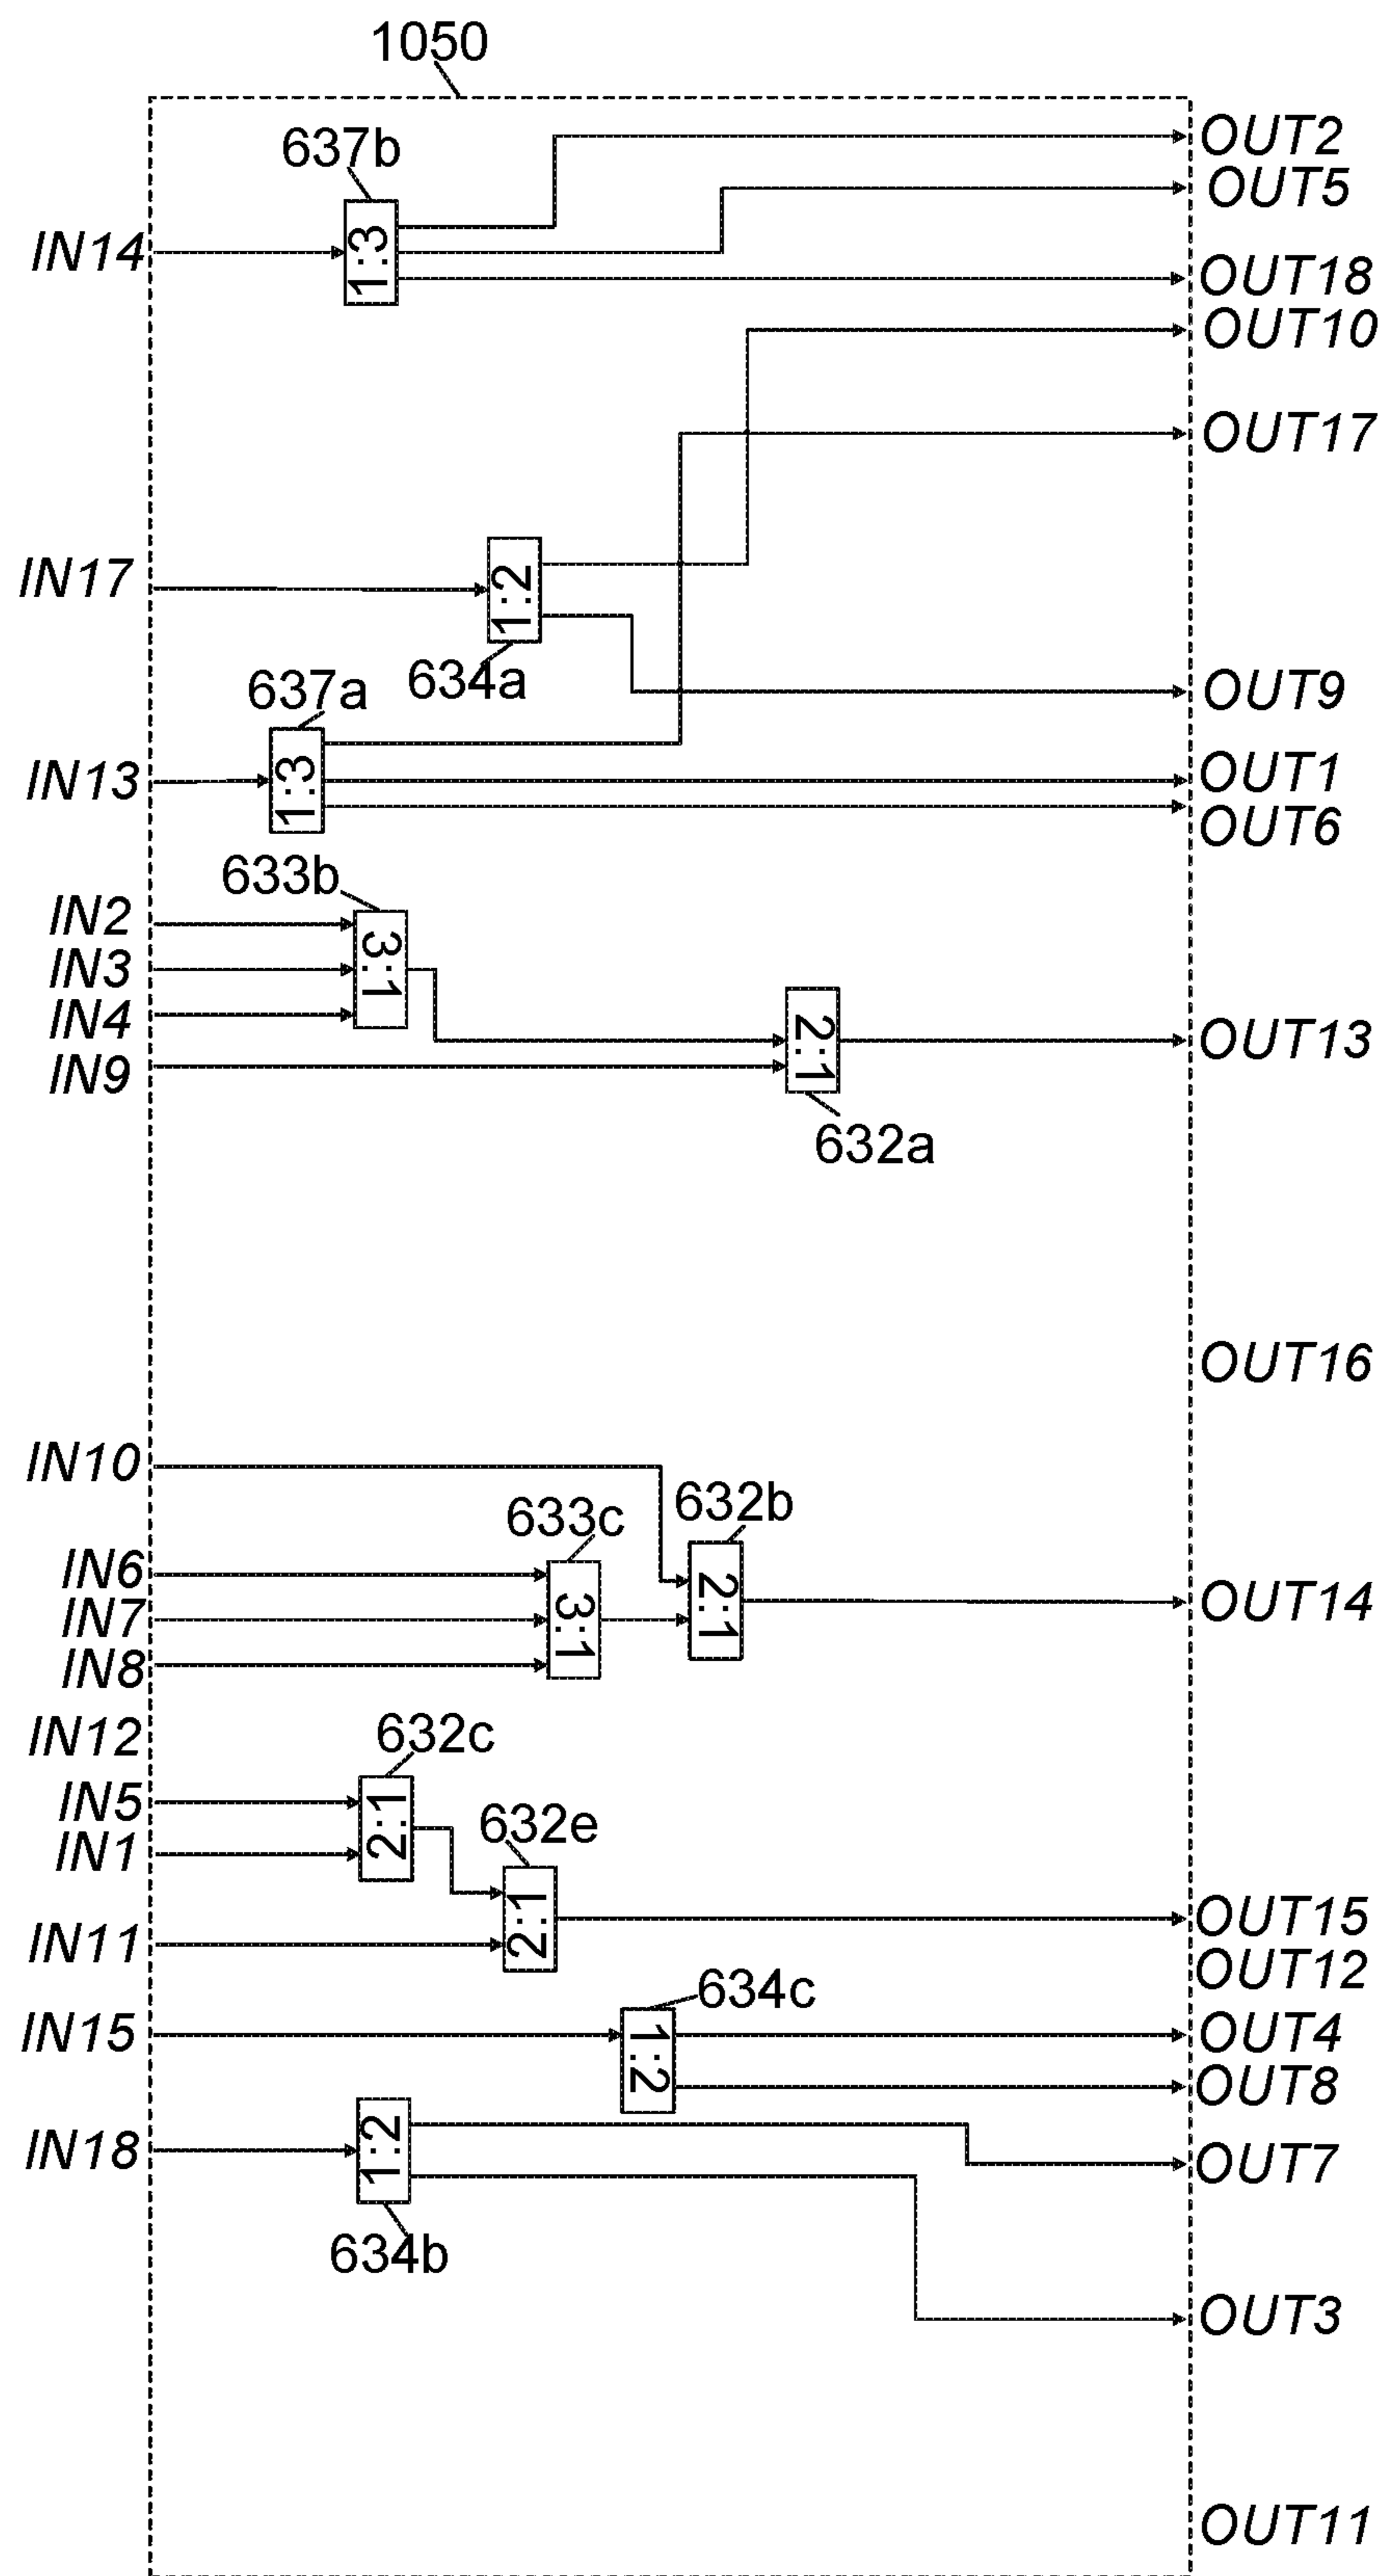 1050
OUT2
637b
OUT5
1:3
IN14
OUT18
OUT10
OUT17
IN17
1:2
634a
637a
OUT9
IN13
1:3
OUT1
OUT6
633b
IN2
3:1
IN3
IN4
2:1
OUT13
IN9
632a
OUT16
IN10
632b
633c
IN6
2:1
OUT14
IN7
3:1
IN8
IN12
632c
IN5
2:1
632e
IN1
2:1
OUT15
IN11
OUT12
634c
IN15
1:2
OUT4
OUT8
1:2
IN18
OUT7
634b
OUT3
OUT11